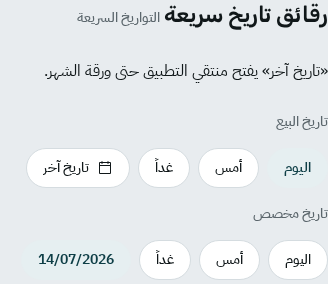 رقائق تاريخ سريعة التواريخ السريعة
«تاريخ آخر» يفتح منتقي التطبيق حتى ورقة الشهر.
تاريخ البيع
اليوم أمس غداً تاريخ آخر
تاريخ مخصص
اليوم أمس غداً 14/07/2026